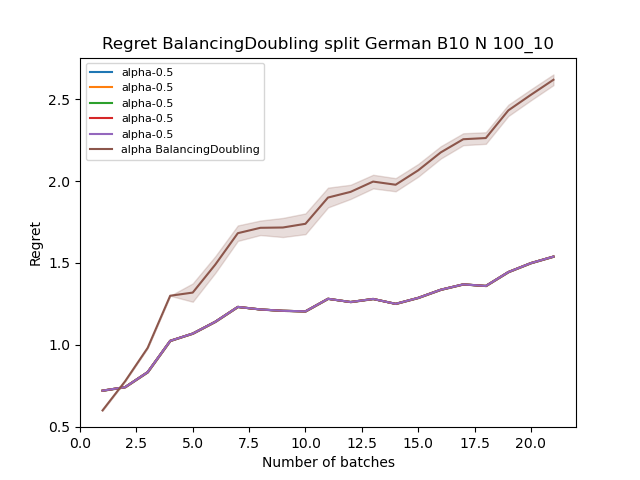 Regret BalancingDoubling split German B10 N 100_10
alpha-0.5
alpha-0.5
alpha-0.5
alpha-0.5
alpha-0.5
alpha BalancingDoubling
Regret
2.5
2.0
1.5
1.0
0.5
0.0 2.5 5.0 7.5 10.0 12.5 15.0 17.5 20.0
Number of batches